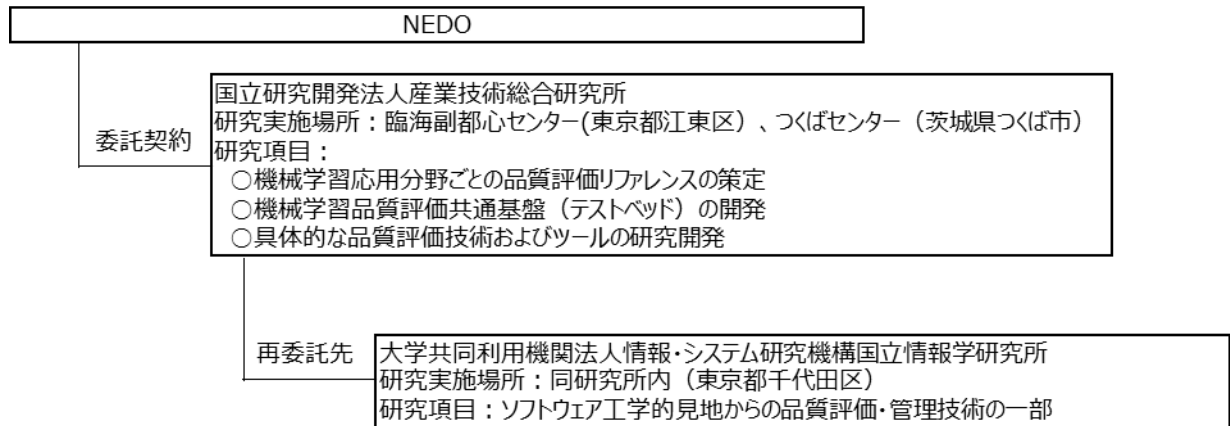 NEDO
国立研究開発法人産業技術総合研究所
研究実施場所：臨海副都心センター(東京都江東区）、つくばセンター（茨城県つくば市）
委託契約
研究項目：
○機械学習応用分野ごとの品質評価リファレンスの策定
○機械学習品質評価共通基盤（テストベッド）の開発
○具体的な品質評価技術およびツールの研究開発
再委託先
大学共同利用機関法人情報・システム研究機構国立情報学研究所
研究実施場所：同研究所内（東京都千代田区）
研究項目：ソフトウェア工学的見地からの品質評価・管理技術の一部